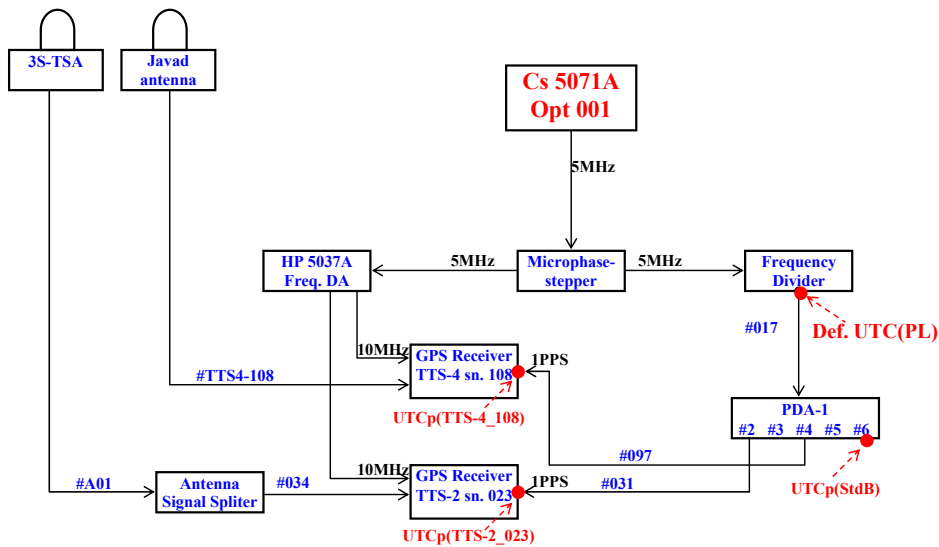 3S-TSA
Javad
antenna
Cs 5071A
Opt 001
5MHz
HP 5037A
Freq. DA
5MHz
Microphase-
stepper
5MHz
Frequency
Divider
#017
Def. UTC(PL)
10MHz
GPS Receiver
TTS-4 sn. 108
1PPS
#TTS4-108
UTCp(TTS-4_108)
PDA-1
#2 #3 #4 #5 #6
#097
10MHz
GPS Receiver
TTS-2 sn. 023
1PPS
#031
#A01
Antenna
Signal Spliter
#034
UTCp(StdB)
UTCp(TTS-2_023)